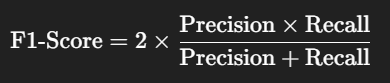 F1-Score = 2 × Precision × Recall / Precision + Recall